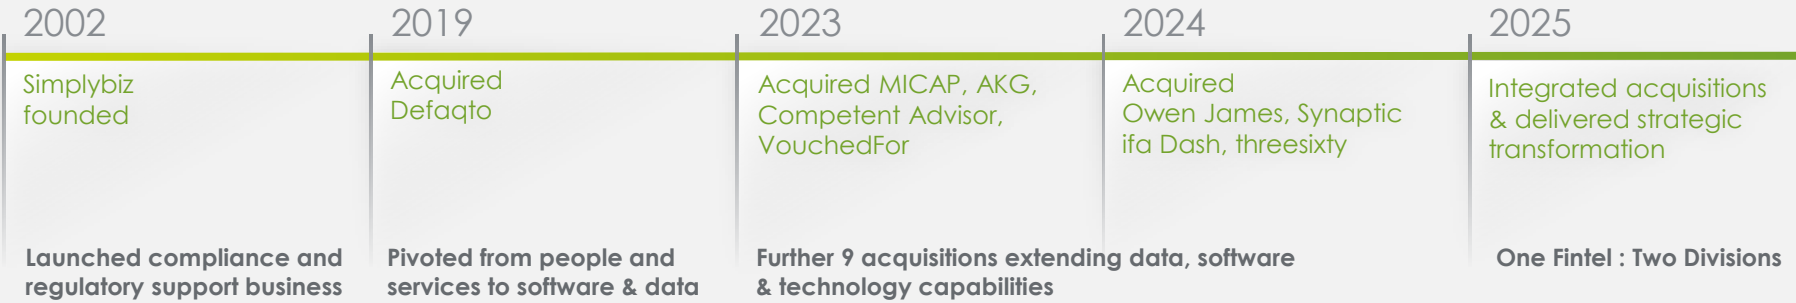 2002
Simplybiz
founded
Launched compliance and
regulatory support business
2019
Acquired
Defaqto
Pivoted from people and
services to software & data
2023
Acquired MICAP, AKG,
Competent Advisor,
VouchedFor
2024
Acquired
Owen James, Synaptic
ifa Dash, threesixty
Further 9 acquisitions extending data, software
& technology capabilities
2025
Integrated acquisitions
& delivered strategic
transformation
One Fintel : Two Divisions